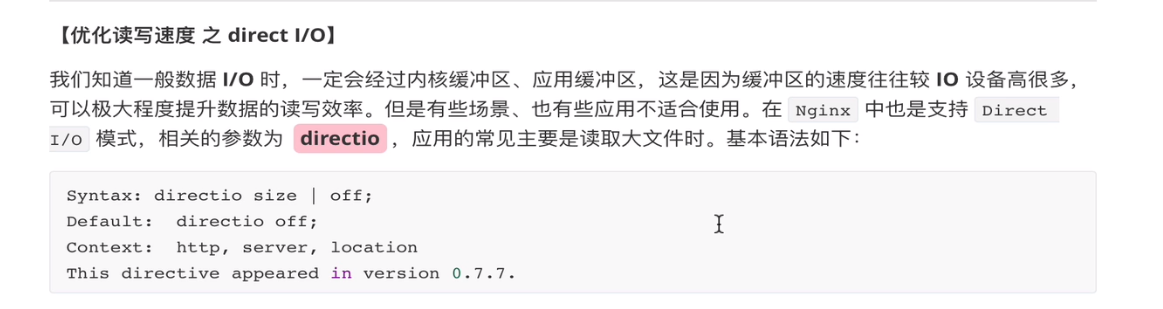 【优化读写速度 之 direct I/O】
我们知道一般数据 I/O 时，一定会经过内核缓冲区、应用缓冲区，这是因为缓冲区的速度往往较 IO 设备高很多，
可以极大程度提升数据的读写效率。但是有些场景、也有些应用不适合使用。在 Nginx 中也是支持 Direct
I/O 模式，相关的参数为 directio ，应用的常见主要是读取大文件时。基本语法如下：
Syntax: directio size | off;
Default:  directio off;
Context:  http, server, location
This directive appeared in version 0.7.7.